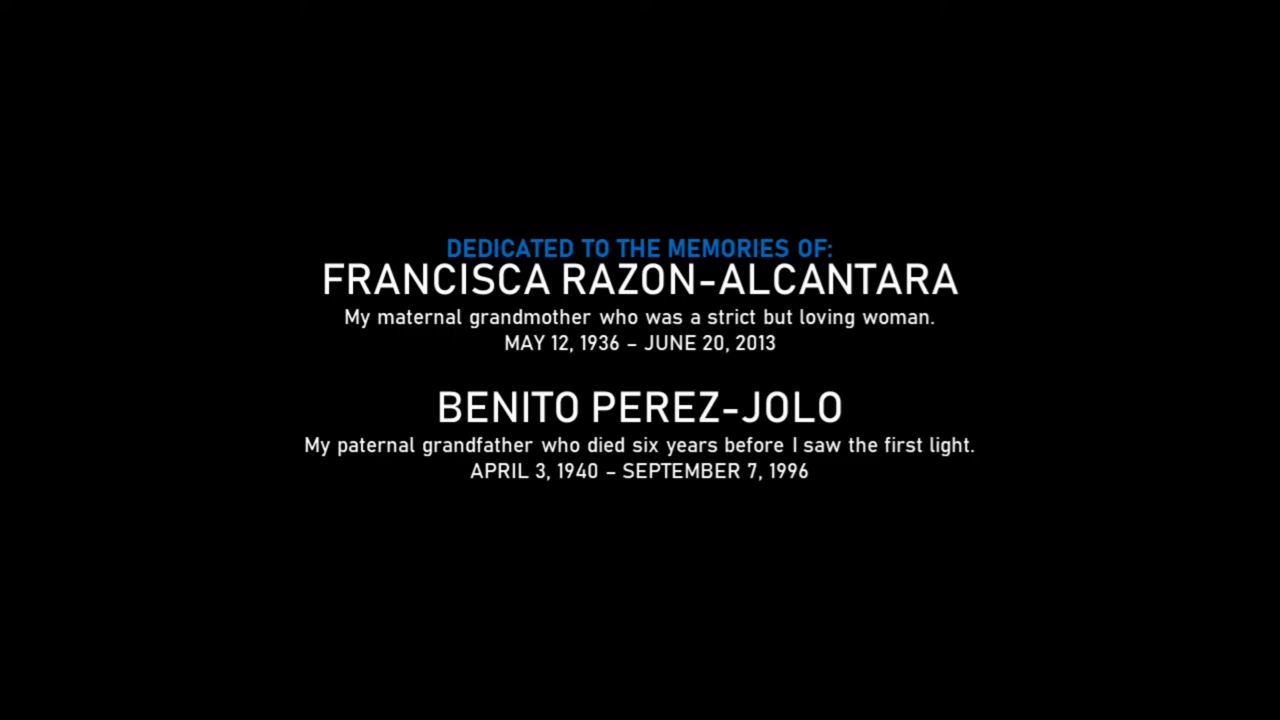 DEDICATED TO THE MEMORIES OF:
FRANCISCA RAZON-ALCANTARA
My maternal grandmother who was a strict but loving woman.
MAY 12, 1936 – JUNE 20, 2013
BENITO PEREZ-JOLO
My paternal grandfather who died six years before I saw the first light.
APRIL 3, 1940 – SEPTEMBER 7, 1996